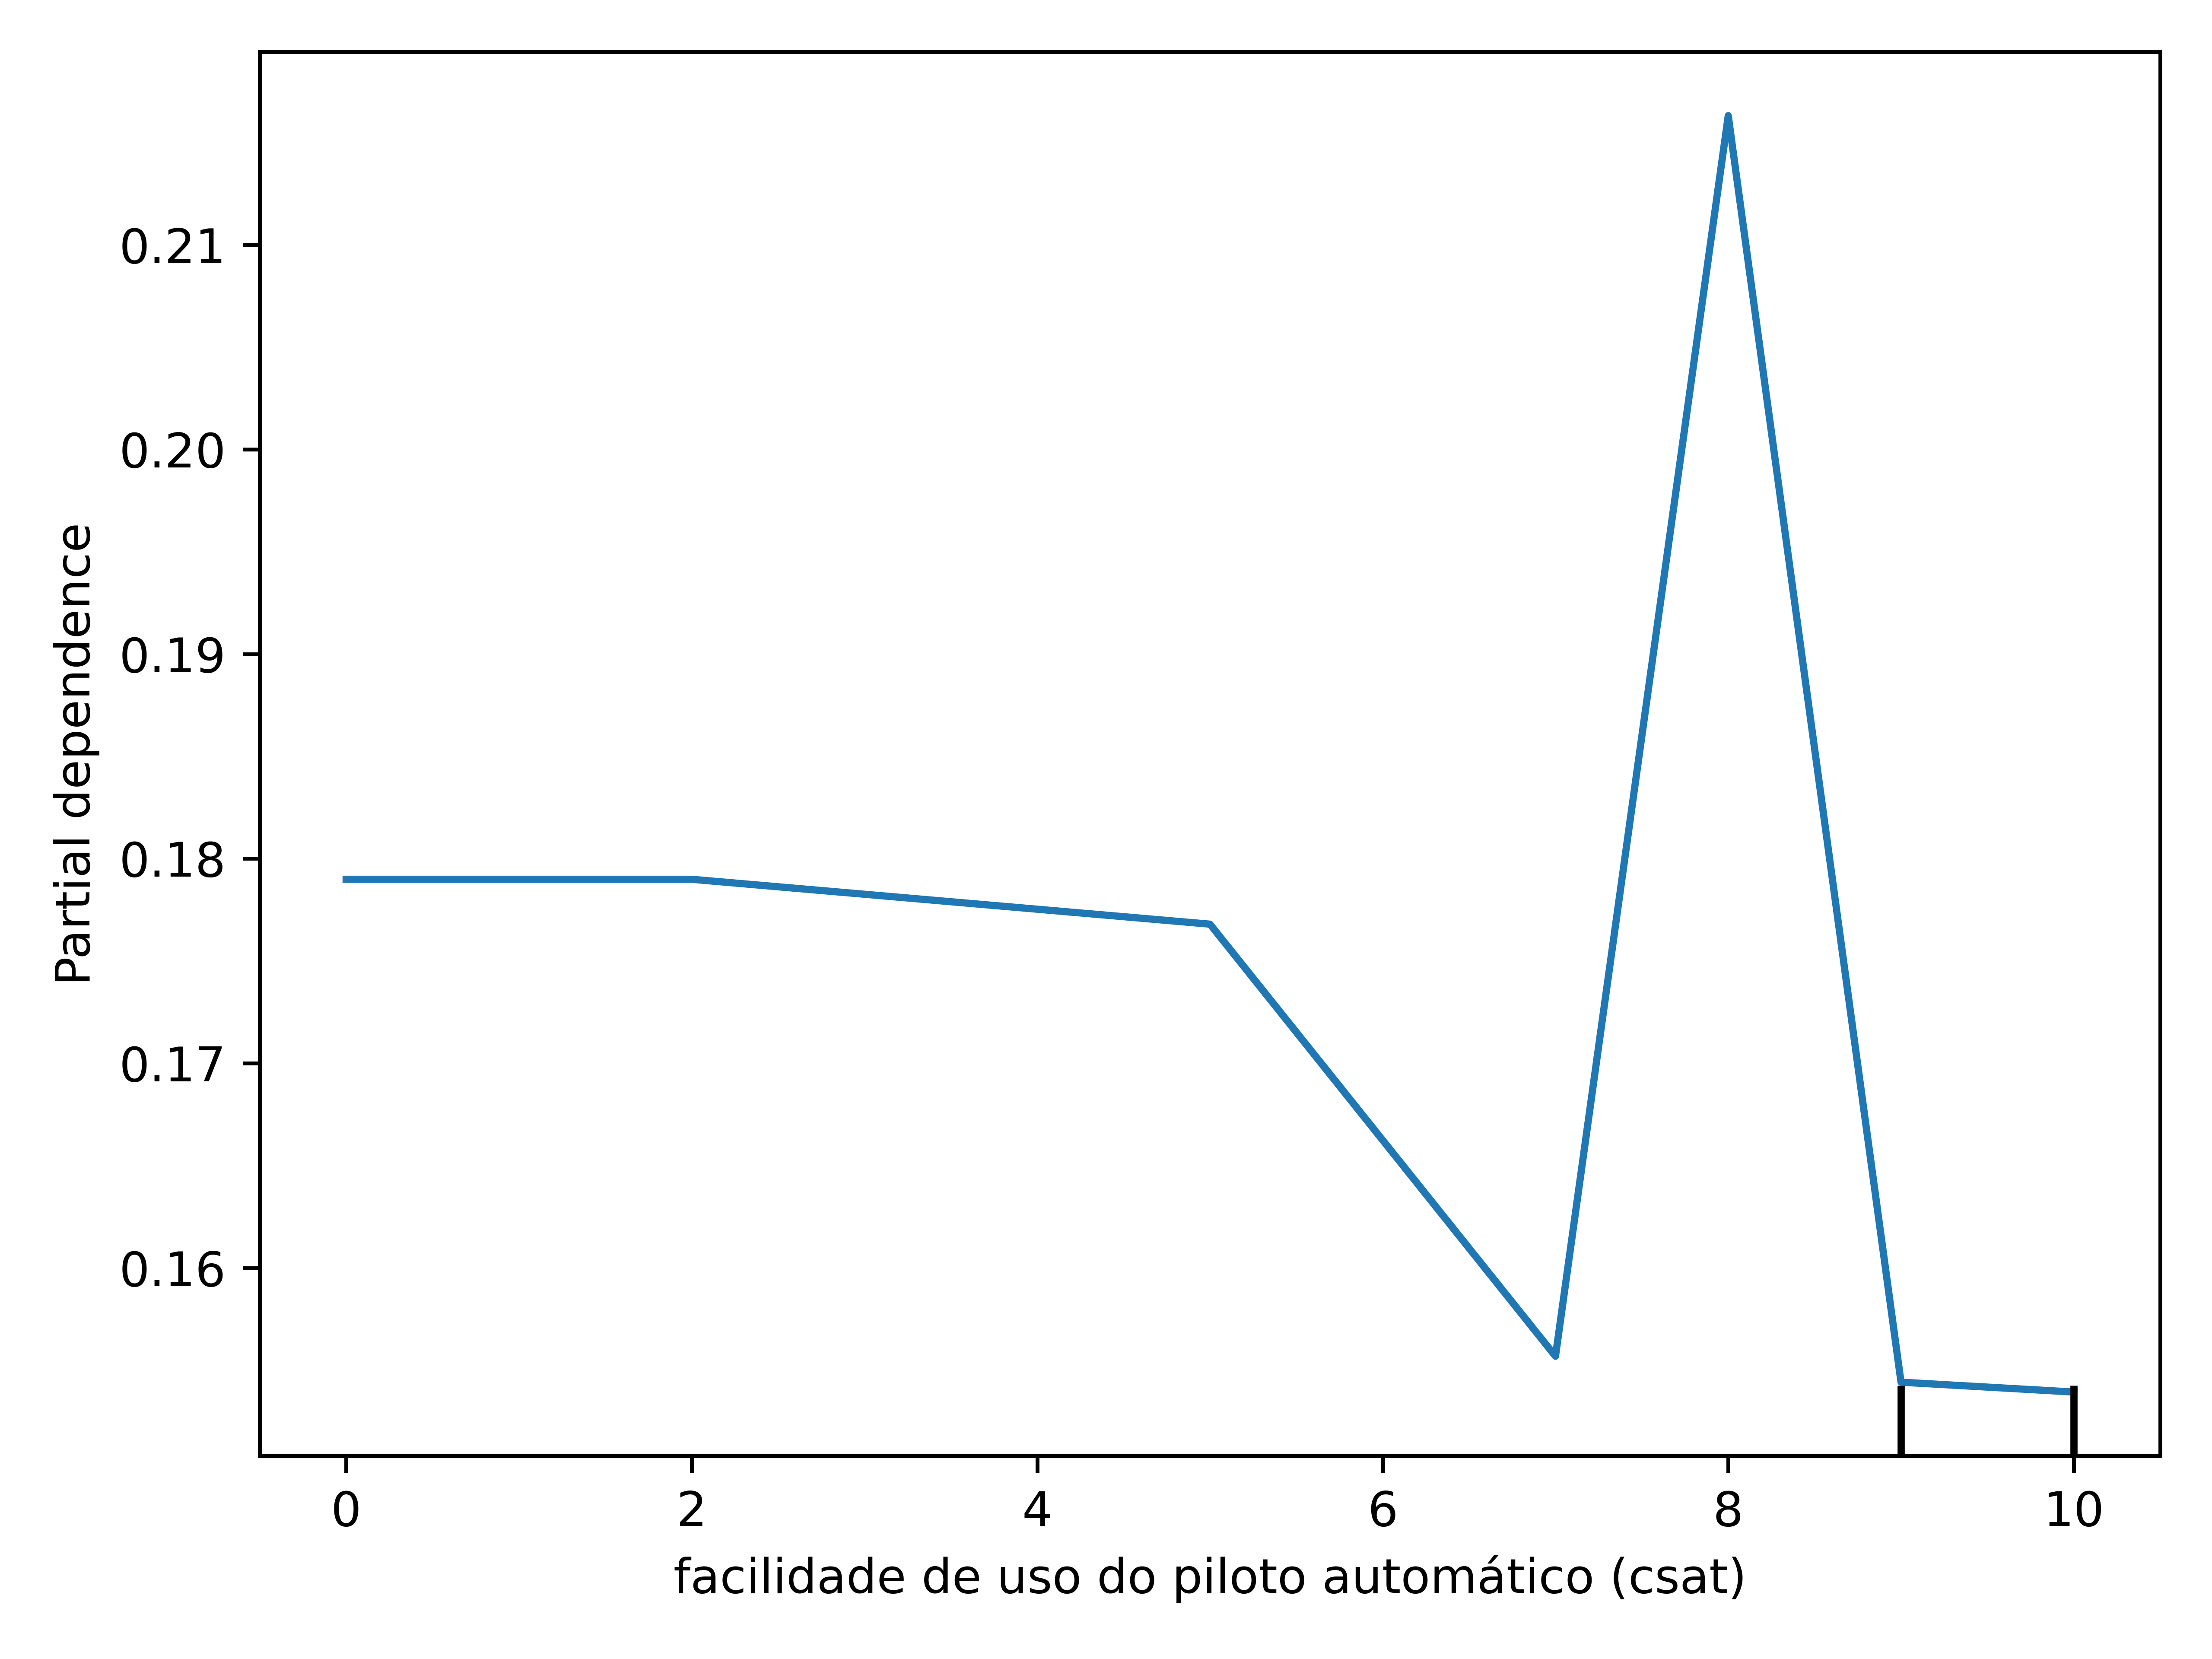 0.21
0.20
0.19
0.18
0.17
0.16
Partial dependence
0 2 4 6 8 10
facilidade de uso do piloto automático (csat)